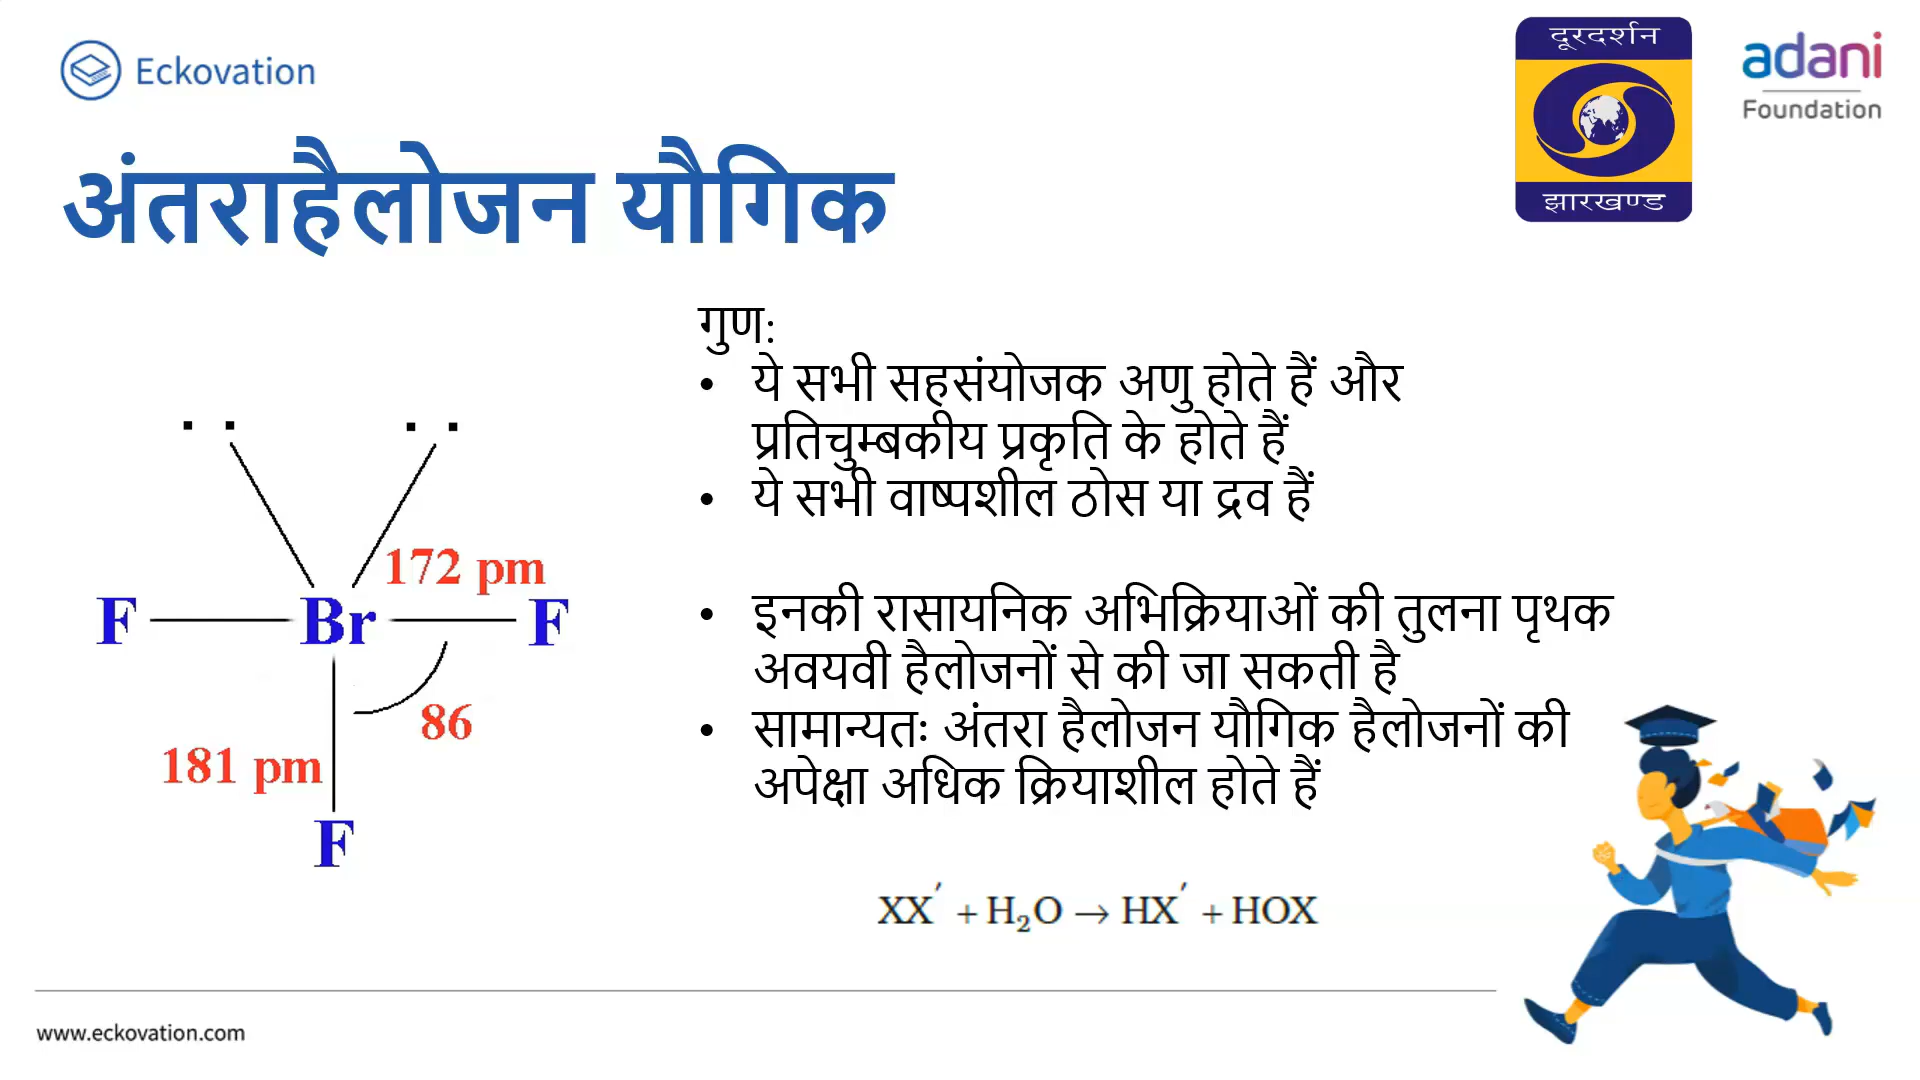 Eckovation
दूरदर्शन
झारखण्ड
adani
Foundation
अंतराहैलोजन यौगिक
गुण:
• ये सभी सहसंयोजक अणु होते हैं और
प्रतिचुम्बकीय प्रकृति के होते हैं
• ये सभी वाष्पशील ठोस या द्रव हैं
• इनकी रासायनिक अभिक्रियाओं की तुलना पृथक
अवयवी हैलोजनों से की जा सकती है
• सामान्यतः अंतरा हैलोजन यौगिक हैलोजनों की
अपेक्षा अधिक क्रियाशील होते हैं
172 pm
F Br F
86
181 pm
F
XX′ + H₂O → HX′ + HOX
www.eckovation.com